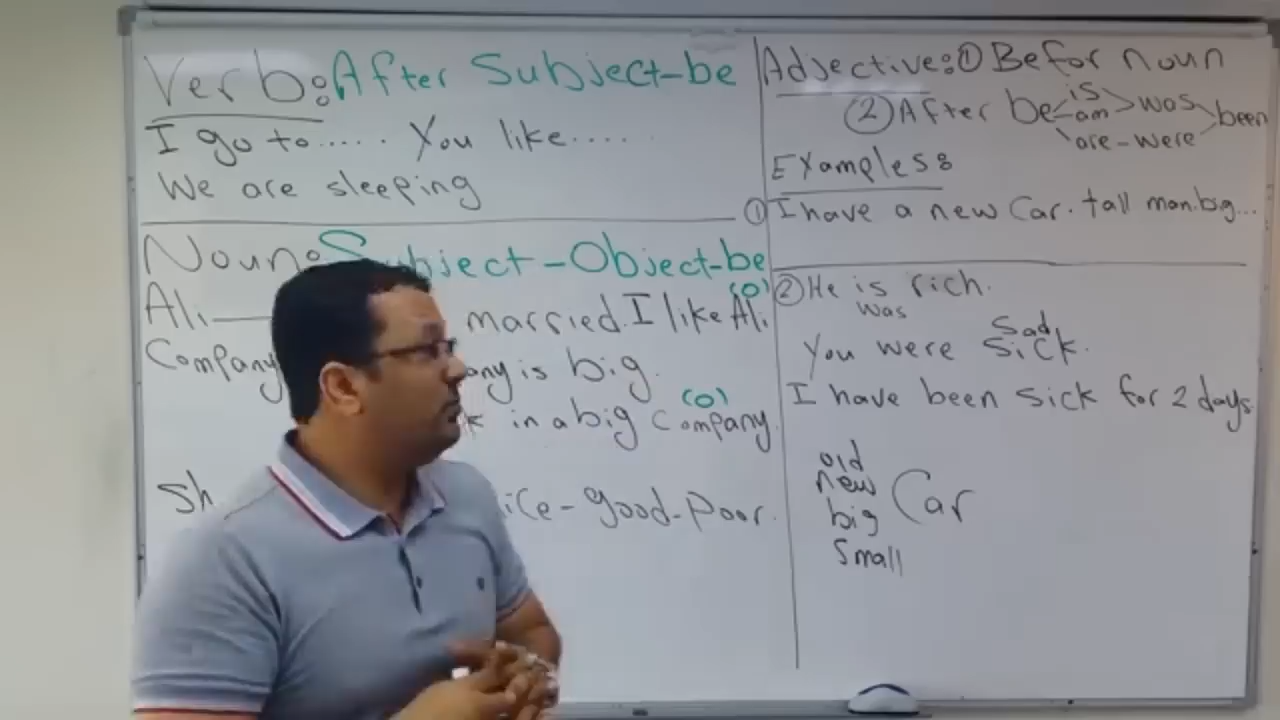 Verb: After Subject-be
I go to..... You like.....
We are sleeping
Noun: Subject-Object-be
(o)
Ali married. I like Ali.
Company is big.
(o)
in a big Company.
Sh - good - Poor.
Adjective: ① Befor noun
② After be is am are - were was been
Examples:
① I have a new Car. tall man. big...
② He is rich.
was
sad
You were sick.
I have been sick for 2 days.
old
new
big Car
small